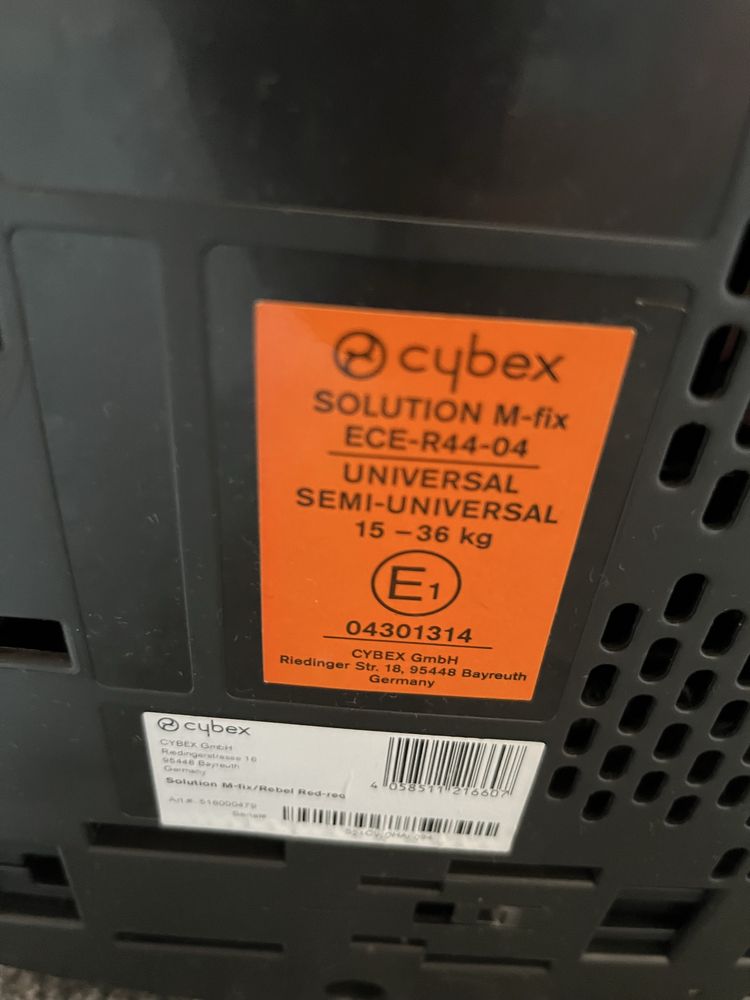 cybex
SOLUTION M-fix
ECE-R44-04
UNIVERSAL
SEMI-UNIVERSAL
15 – 36 kg
E1
04301314
CYBEX GmbH
Riedinger Str. 18, 95448 Bayreuth
Germany
cybex
CYBEX GmbH
Riedingerstrasse 18
95448 Bayreuth
Germany
Solution M-fix/Rebel Red-red
4 058511 216607
Art.#: 518000479